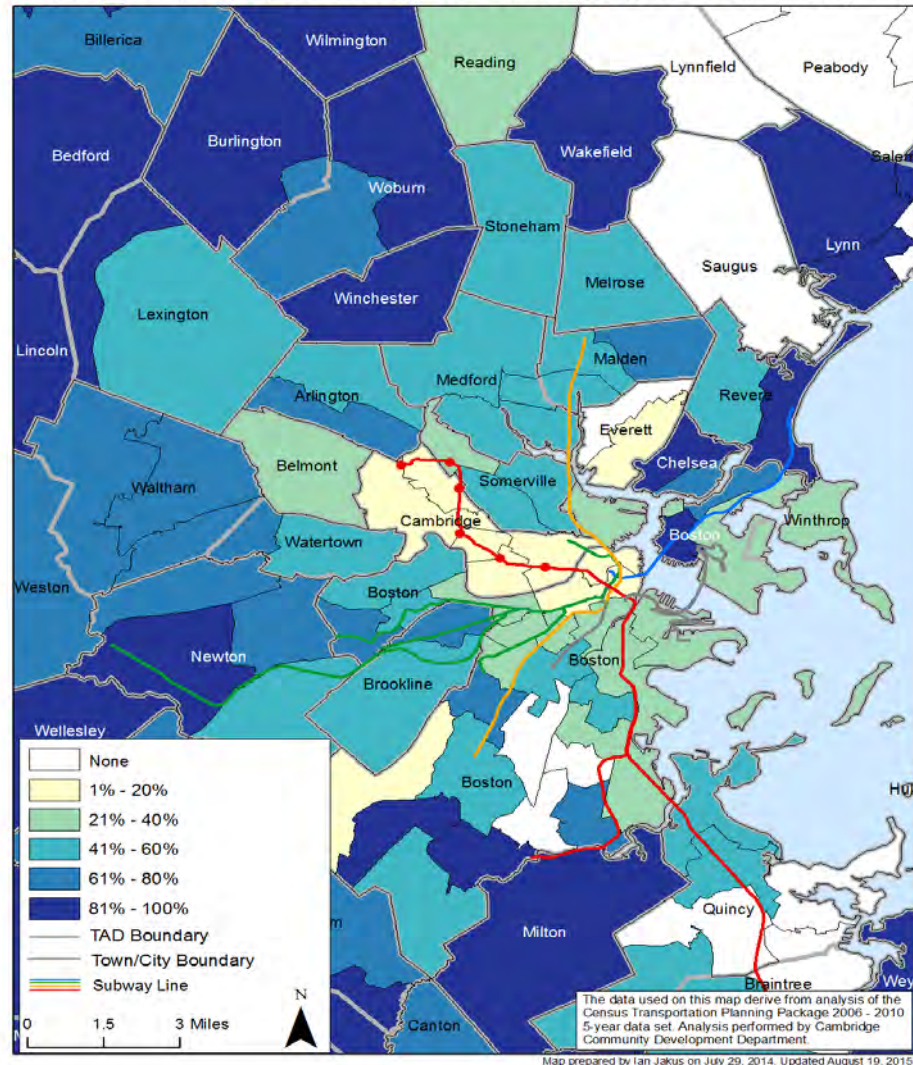 Billerica
Wilmington
Reading
Lynnfield
Peabody
Bedford
Burlington
Woburn
Wakefield
Lynn
Stoneham
Saugus
Melrose
Winchester
Lexington
Lincoln
Malden
Medford
Arlington
Revere
Everett
Chelsea
Belmont
Somerville
Waltham
Cambridge
Winthrop
Boston
Watertown
Weston
Boston
Newton
Boston
Brookline
Wellesley
Boston
Milton
Quincy
Braintree
Canton
None
1% - 20%
21% - 40%
41% - 60%
61% - 80%
81% - 100%
TAD Boundary
Town/City Boundary
Subway Line
N
0 1.5 3 Miles
The data used on this map derive from analysis of the
Census Transportation Planning Package 2006 - 2010
5-year data set. Analysis performed by Cambridge
Community Development Department.
Map prepared by Ian Jakus on July 29, 2014. Updated August 19, 2015